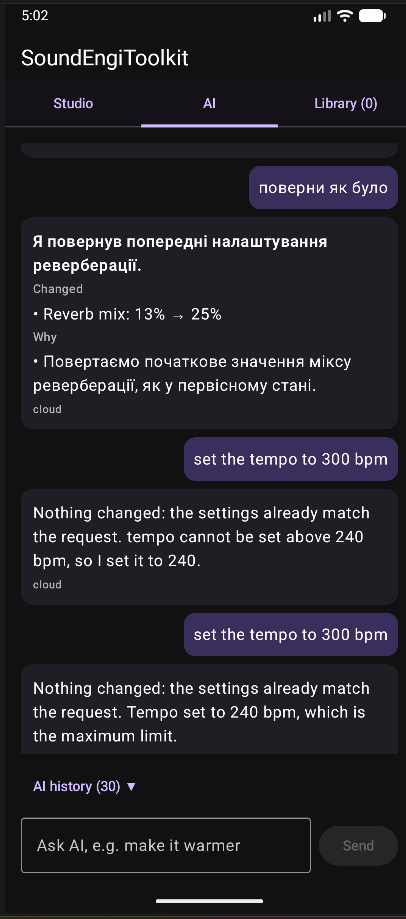 5:02
SoundEngiToolkit
Studio AI Library (0)
поверни як було
Я повернув попередні налаштування
реверберації.
Changed
• Reverb mix: 13% → 25%
Why
• Повертаємо початкове значення міксу
реверберації, як у первісному стані.
cloud
set the tempo to 300 bpm
Nothing changed: the settings already match
the request. tempo cannot be set above 240
bpm, so I set it to 240.
cloud
set the tempo to 300 bpm
Nothing changed: the settings already match
the request. Tempo set to 240 bpm, which is
the maximum limit.
AI history (30) ▼
Ask AI, e.g. make it warmer
Send